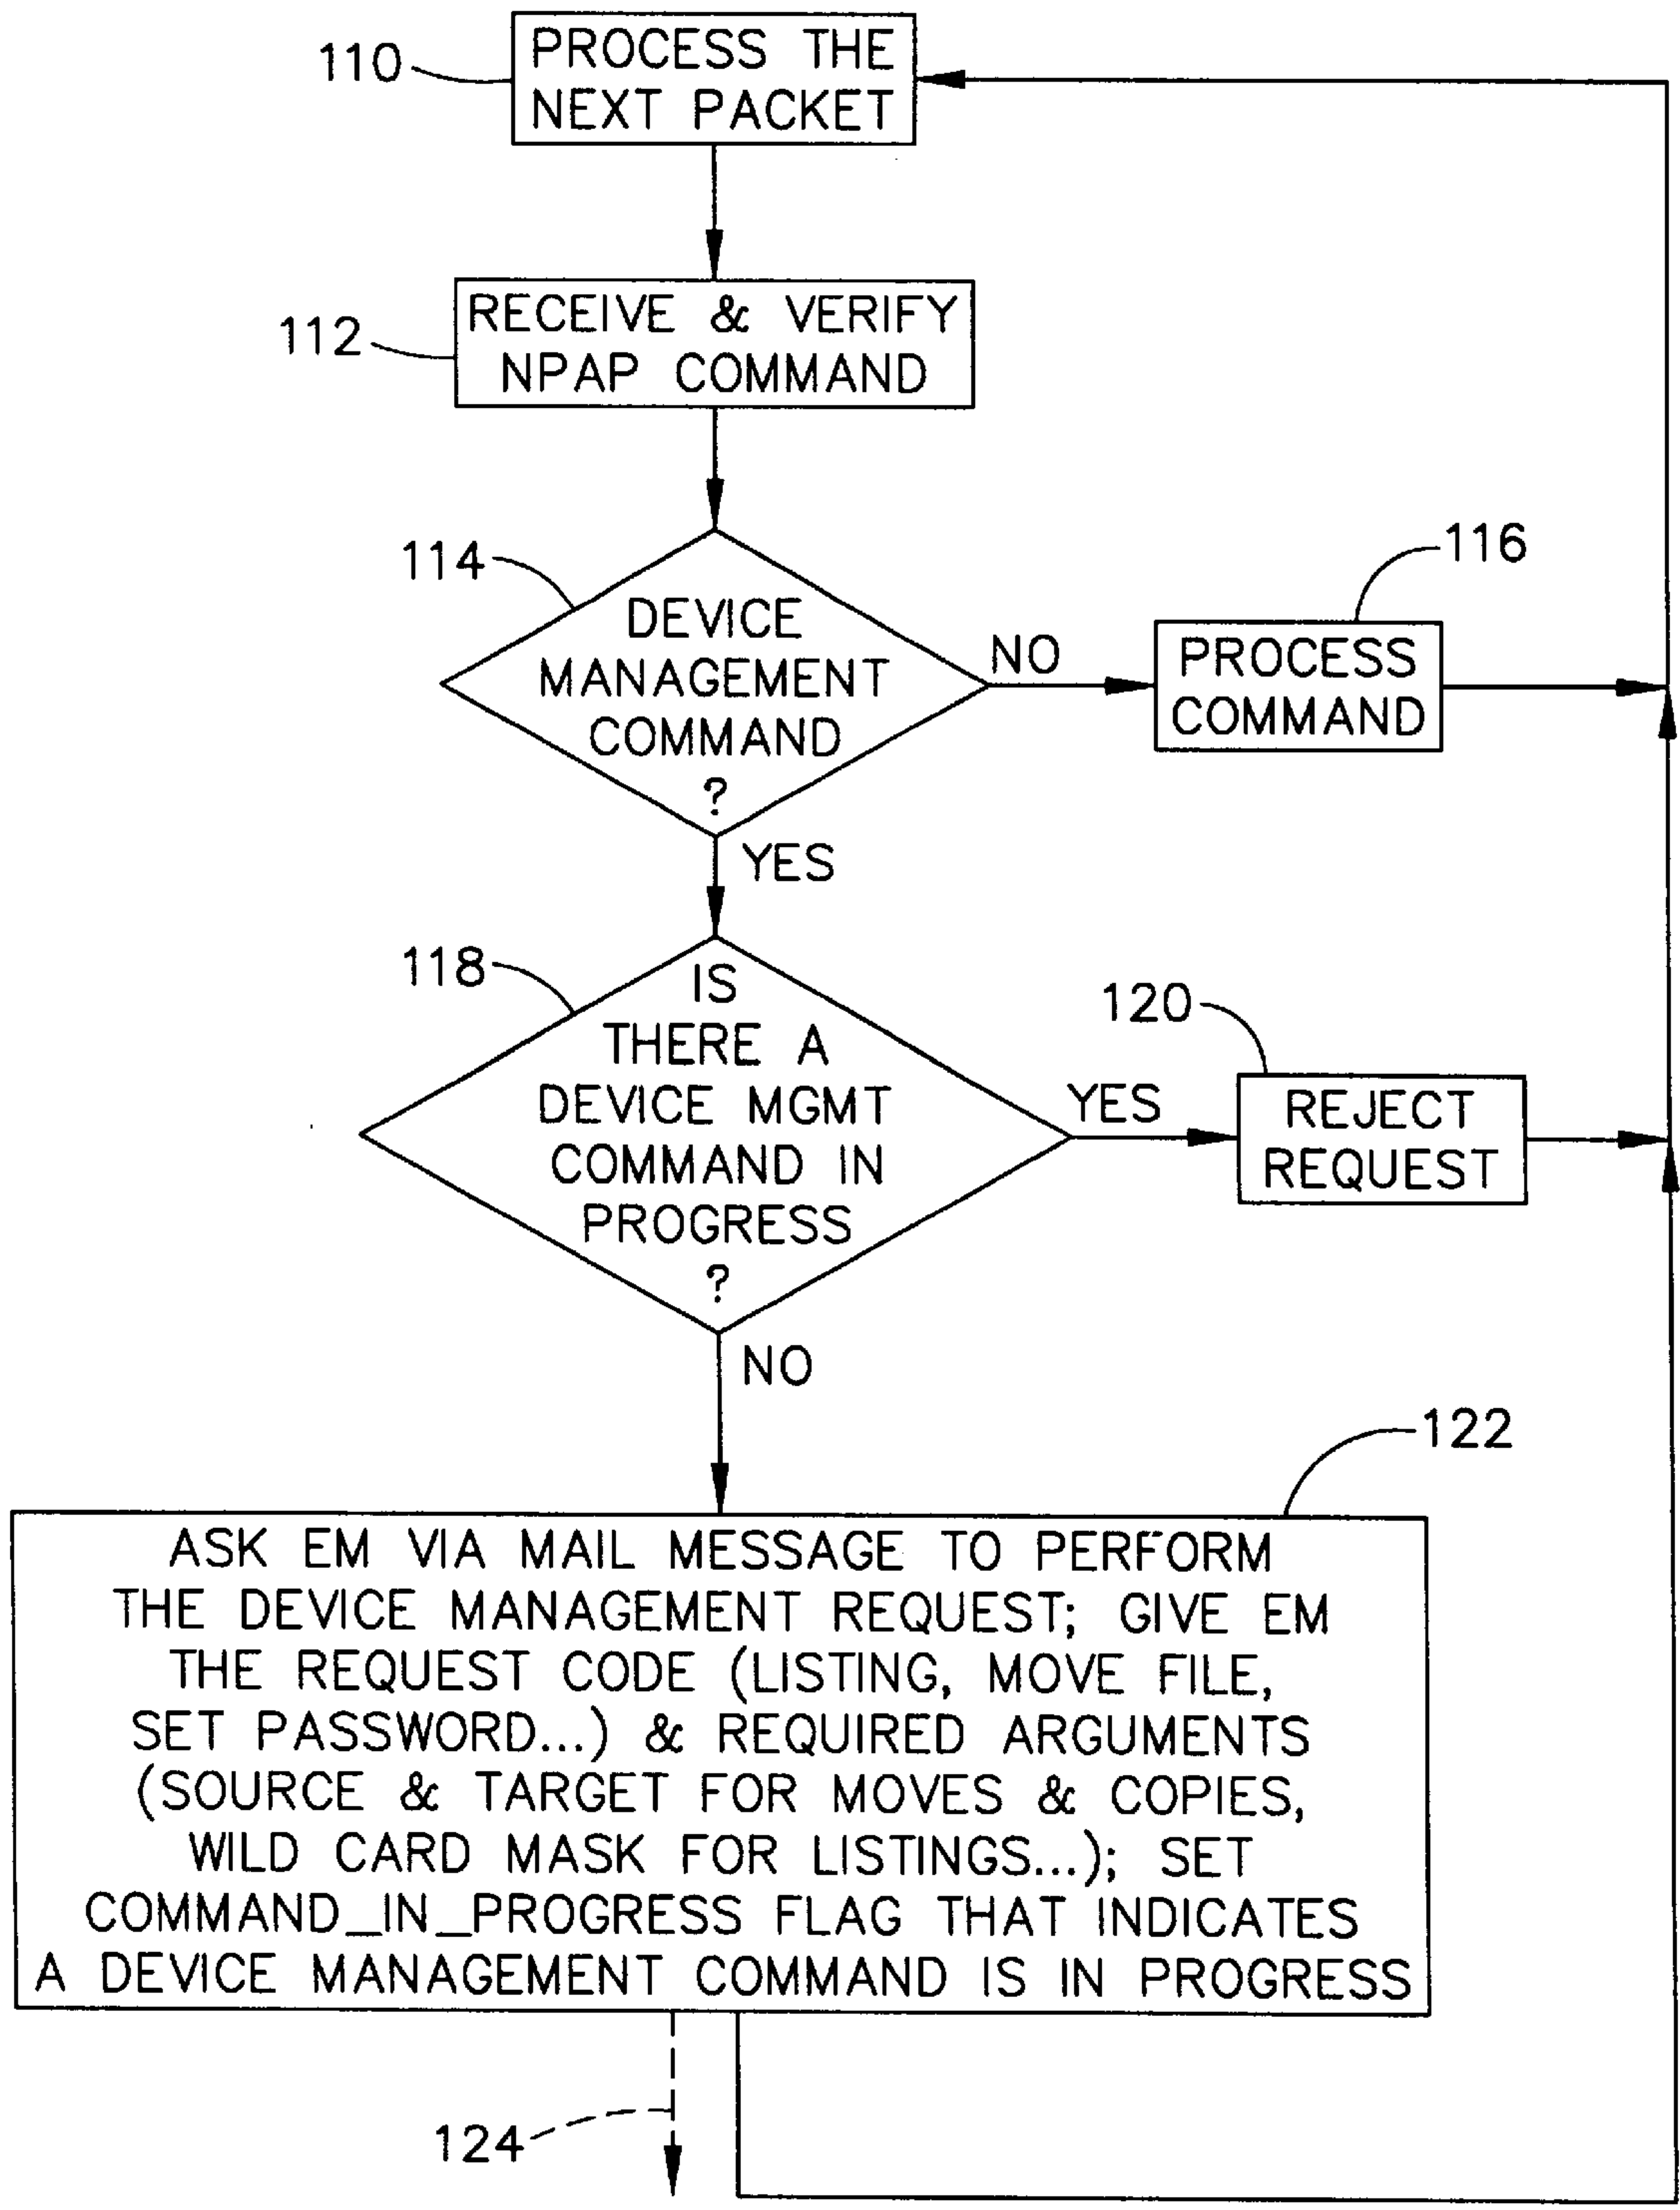 110
PROCESS THE
NEXT PACKET
112
RECEIVE & VERIFY
NPAP COMMAND
114
DEVICE
MANAGEMENT
COMMAND
?
NO
116
PROCESS
COMMAND
YES
118
IS
THERE A
DEVICE MGMT
COMMAND IN
PROGRESS
?
YES
120
REJECT
REQUEST
NO
122
ASK EM VIA MAIL MESSAGE TO PERFORM
THE DEVICE MANAGEMENT REQUEST; GIVE EM
THE REQUEST CODE (LISTING, MOVE FILE,
SET PASSWORD...) & REQUIRED ARGUMENTS
(SOURCE & TARGET FOR MOVES & COPIES,
WILD CARD MASK FOR LISTINGS...); SET
COMMAND_IN_PROGRESS FLAG THAT INDICATES
A DEVICE MANAGEMENT COMMAND IS IN PROGRESS
124